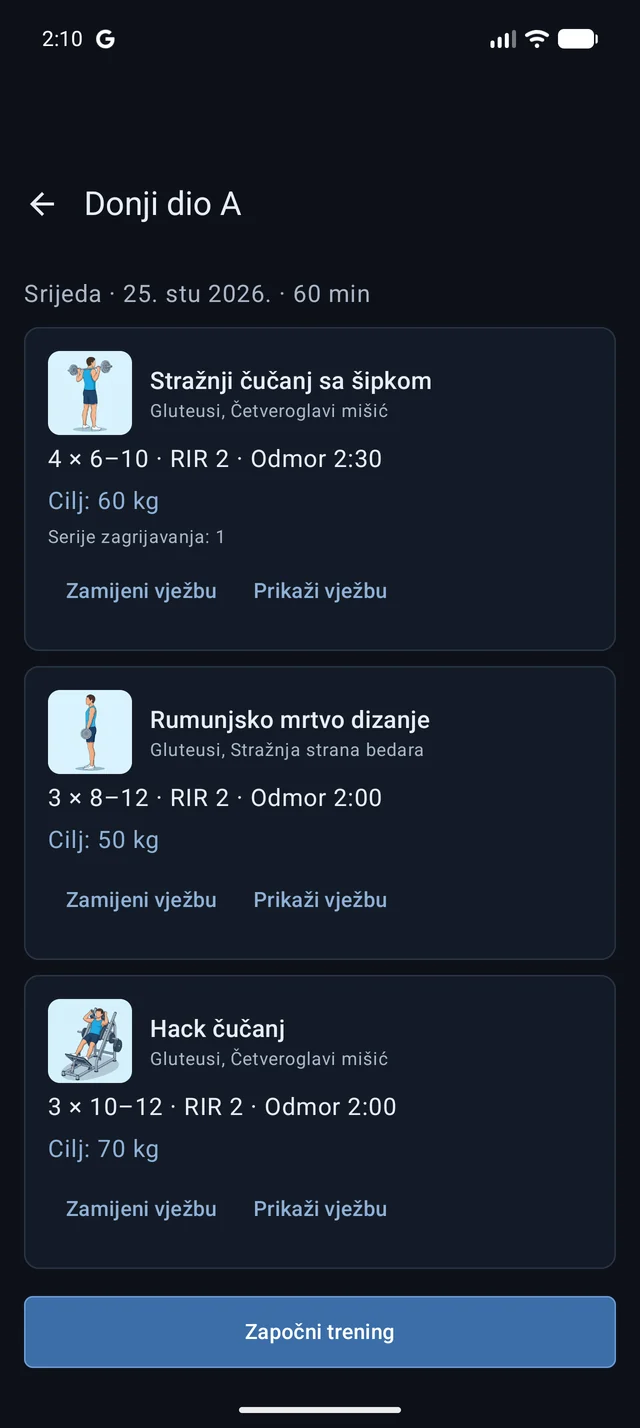 2:10 G
Donji dio A
Srijeda · 25. stu 2026. · 60 min
Stražnji čučanj sa šipkom
Gluteusi, Četveroglavi mišić
4 × 6–10 · RIR 2 · Odmor 2:30
Cilj: 60 kg
Serije zagrijavanja: 1
Zamijeni vježbu Prikaži vježbu
Rumunjsko mrtvo dizanje
Gluteusi, Stražnja strana bedara
3 × 8–12 · RIR 2 · Odmor 2:00
Cilj: 50 kg
Zamijeni vježbu Prikaži vježbu
Hack čučanj
Gluteusi, Četveroglavi mišić
3 × 10–12 · RIR 2 · Odmor 2:00
Cilj: 70 kg
Zamijeni vježbu Prikaži vježbu
Započni trening